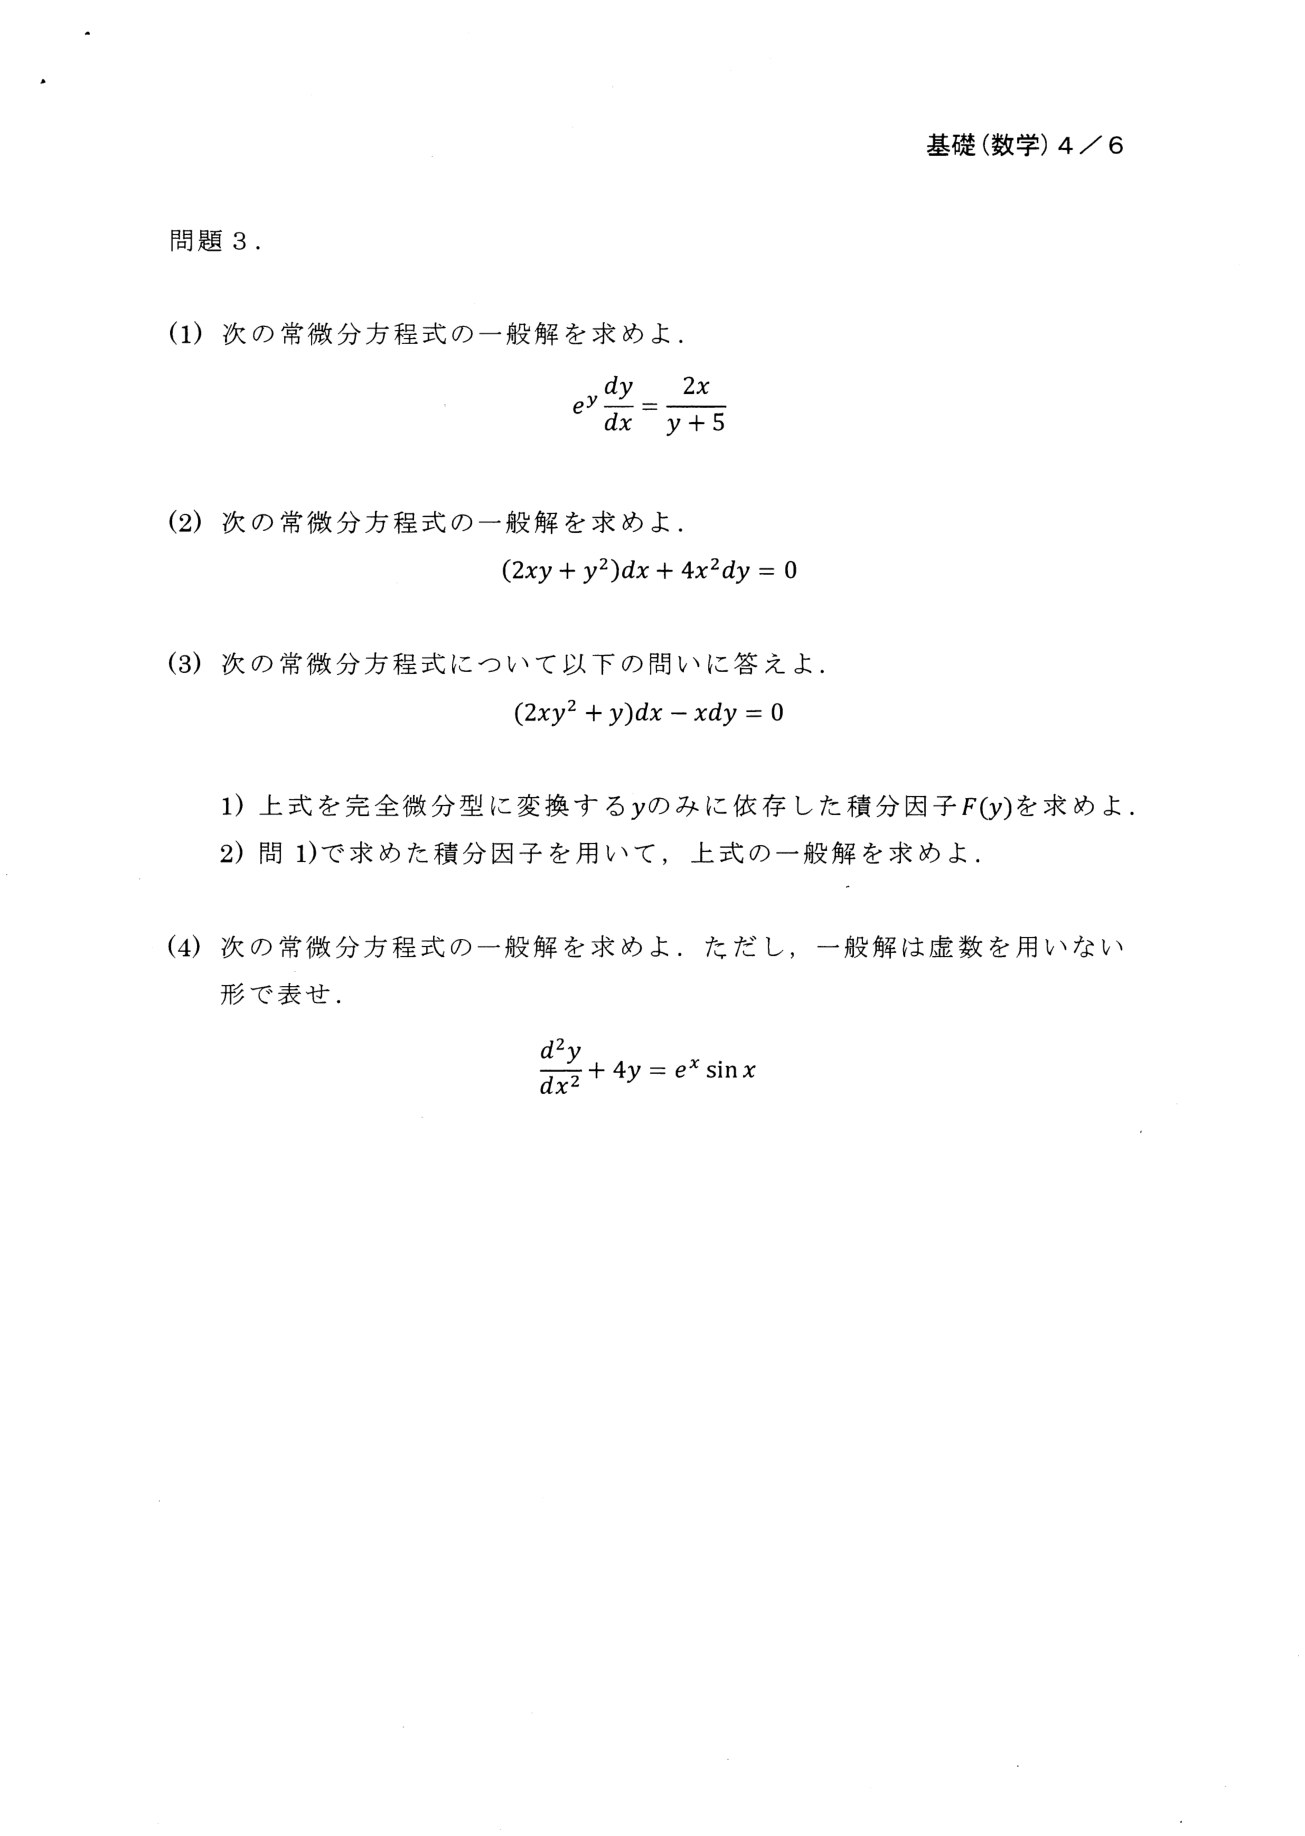 基礎(数学) 4/6
問題3.
(1) 次の常微分方程式の一般解を求めよ.
e^y dy/dx = 2x/(y + 5)
(2) 次の常微分方程式の一般解を求めよ.
(2xy + y²)dx + 4x²dy = 0
(3) 次の常微分方程式について以下の問いに答えよ.
(2xy² + y)dx − xdy = 0
1) 上式を完全微分型に変換するyのみに依存した積分因子F(y)を求めよ.
2) 問 1)で求めた積分因子を用いて, 上式の一般解を求めよ.
(4) 次の常微分方程式の一般解を求めよ. ただし, 一般解は虚数を用いない
形で表せ.
d²y/dx² + 4y = e^x sin x